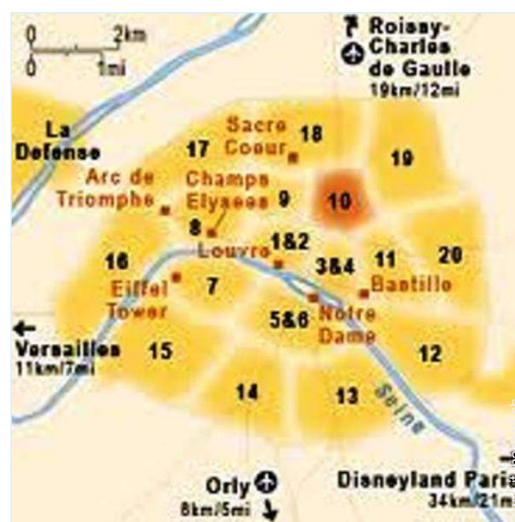 0 2km
0 1mi
Roissy-
Charles
de Gaulle
19km/12mi
La
Defense
Sacre
Coeur
18
17
19
Arc de
Triomphe
Champs
Elysees
9
10
8
1&2
Louvre
16
3&4
11
20
Bastille
Eiffel
Tower
7
5&6
Notre
Dame
Versailles
11km/7mi
15
12
14
13
Seine
Orly
8km/5mi
Disneyland Paris
34km/21mi